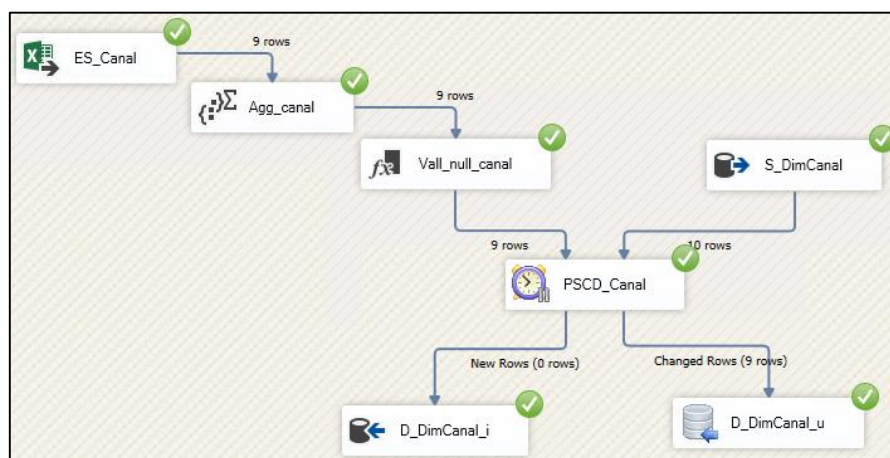 9 rows
ES_Canal
9 rows
Agg_canal
Vall_null_canal
S_DimCanal
9 rows
10 rows
PSCD_Canal
New Rows (0 rows)
Changed Rows (9 rows)
D_DimCanal_i
D_DimCanal_u